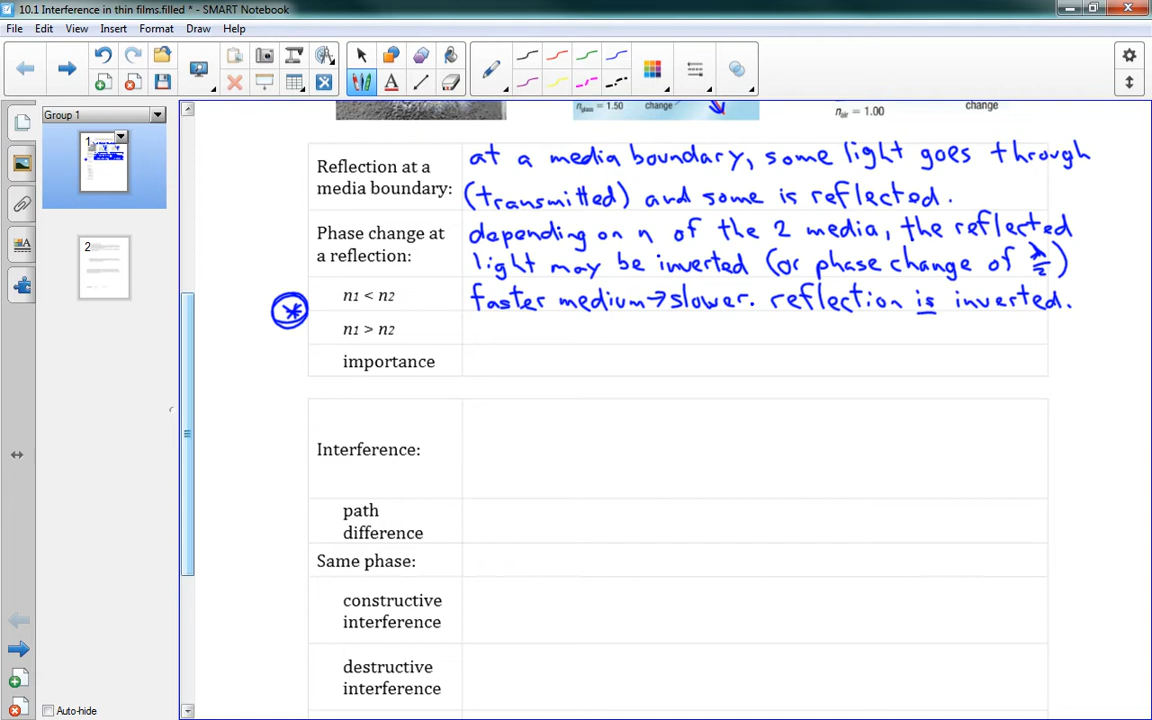 10.1 Interference in thin films.filled * - SMART Notebook
File Edit View Insert Format Draw Help
Group 1
1
2
Auto-hide
n glass = 1.50 change
n air = 1.00 change
Reflection at a
media boundary:
at a media boundary, some light goes through
(transmitted) and some is reflected.
Phase change at
a reflection:
depending on n of the 2 media, the reflected
light may be inverted (or phase change of λ/2)
n1 < n2
faster medium→slower. reflection is inverted.
n1 > n2
importance
Interference:
path
difference
Same phase:
constructive
interference
destructive
interference